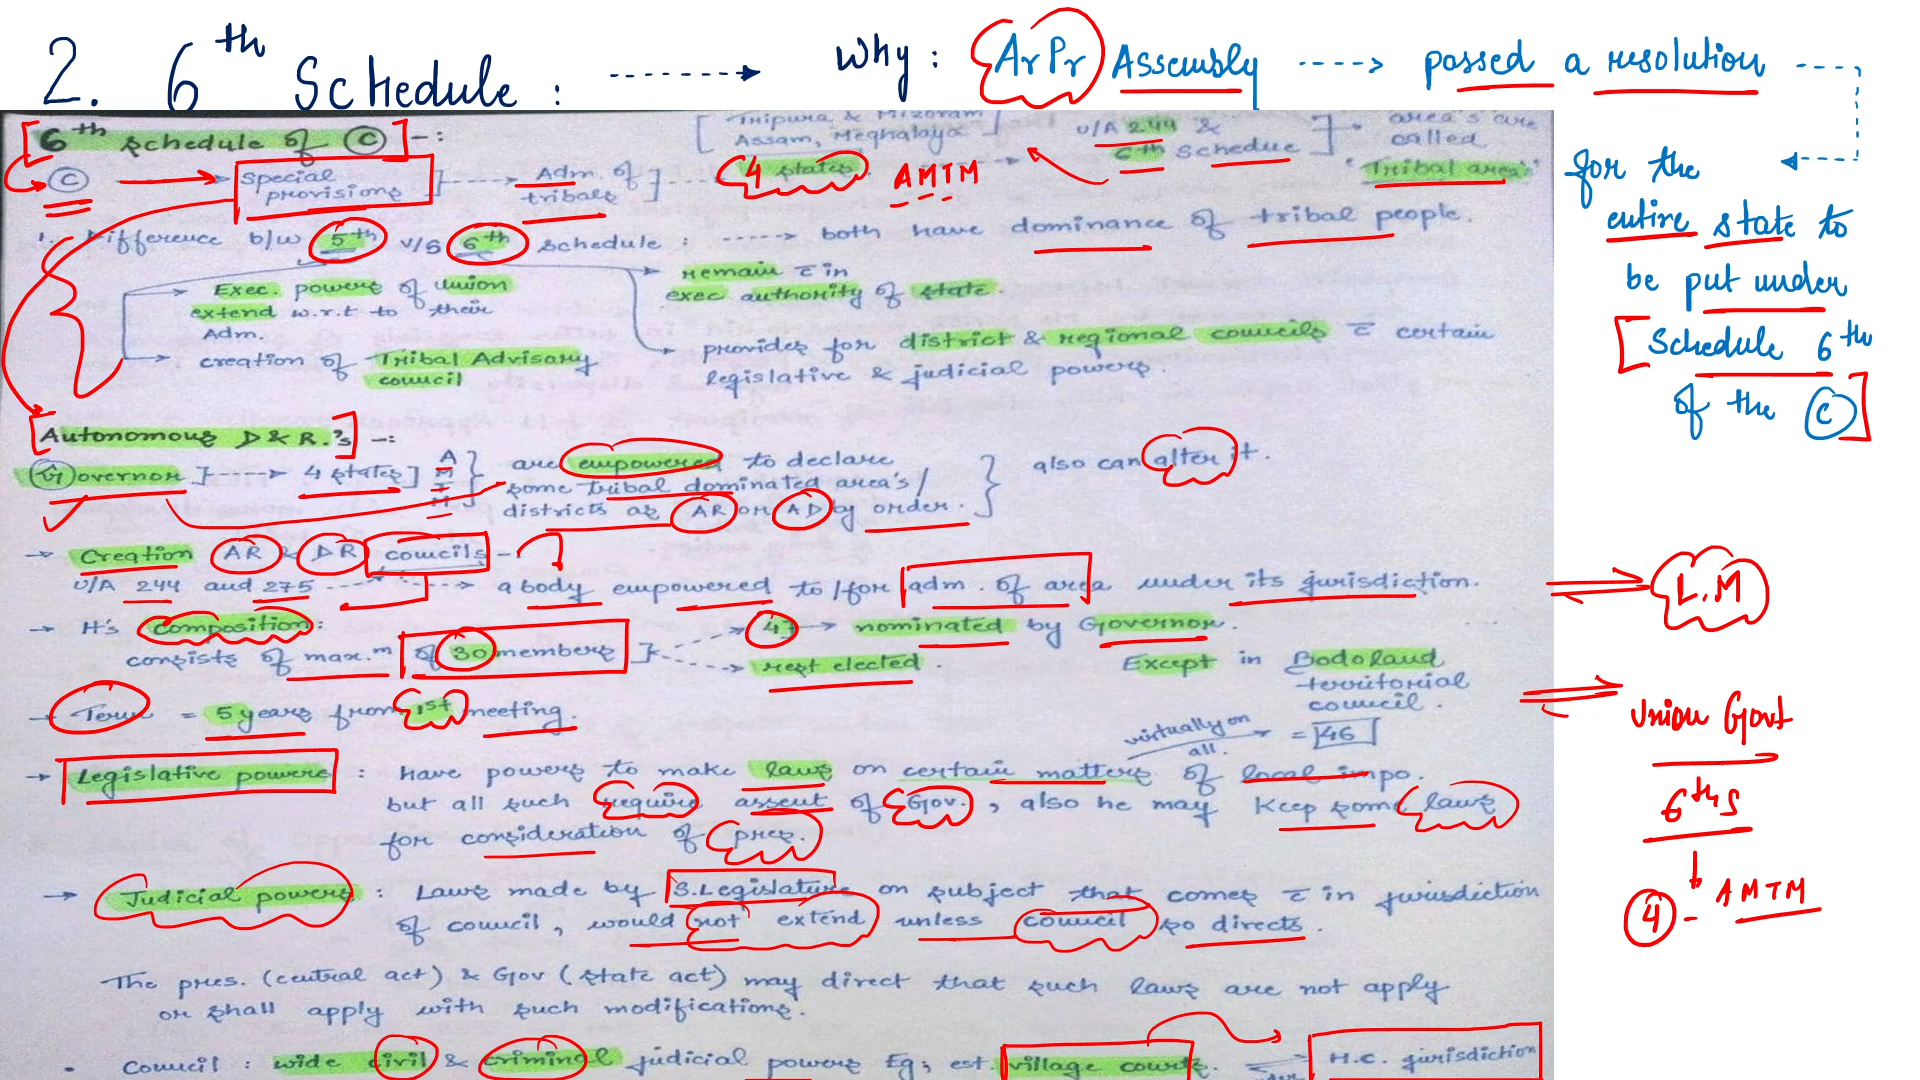 2. 6th Schedule : -----> Why : ArPr Assembly ----> passed a resolution ----
for the
entire state to
be put under
[Schedule 6th
of the C]
[6th schedule of C] -:
[Tripura & Mizoram
Assam, Meghalaya]
u/A 244 &
6th Schedue
area's are
called
"Tribal area's"
C → Special
provisions
Adm. of
tribals
4 states.
AMTM
1. Difference b/w 5th v/s 6th schedule : ----> both have dominance of tribal people.
Exec. powers of union
extend w.r.t to their
Adm.
→ creation of Tribal Advisory
council
→ remain c in
exec authority of state.
→ provides for district & regional councils c certain
legislative & judicial powers.
[Autonomous D & R.'s] -:
Governor ]----> 4 states]
A
M
T
M
are empowered to declare
some tribal dominated area's /
districts as AR or AD by order.
also can alter it.
→ Creation AR & DR councils -
u/A 244 and 275 ----> a body empowered to/for adm. of area under its jurisdiction.
⇒ L.M
→ It's composition :
consists of max.m of 30 members
4 → nominated by Governor.
→ rest elected.
Except in Bodoland
territorial
council.
= 46
→ Term = 5 years from 1st meeting.
virtually on
all.
⇒ Union Govt
6th S
4 - AMTM
→ Legislative powers : have powers to make laws on certain matters of local impo.
but all such require assent of Gov., also he may keep some laws
for consideration of pres.
→ Judicial powers : Laws made by S.Legislature on subject that comes c in jurisdiction
of council, would not extend unless council so directs.
The pres. (central act) & Gov (state act) may direct that such laws are not apply
or shall apply with such modifications.
• Council : wide civil & criminal judicial powers Eg; est. village courts.
H.C. jurisdiction